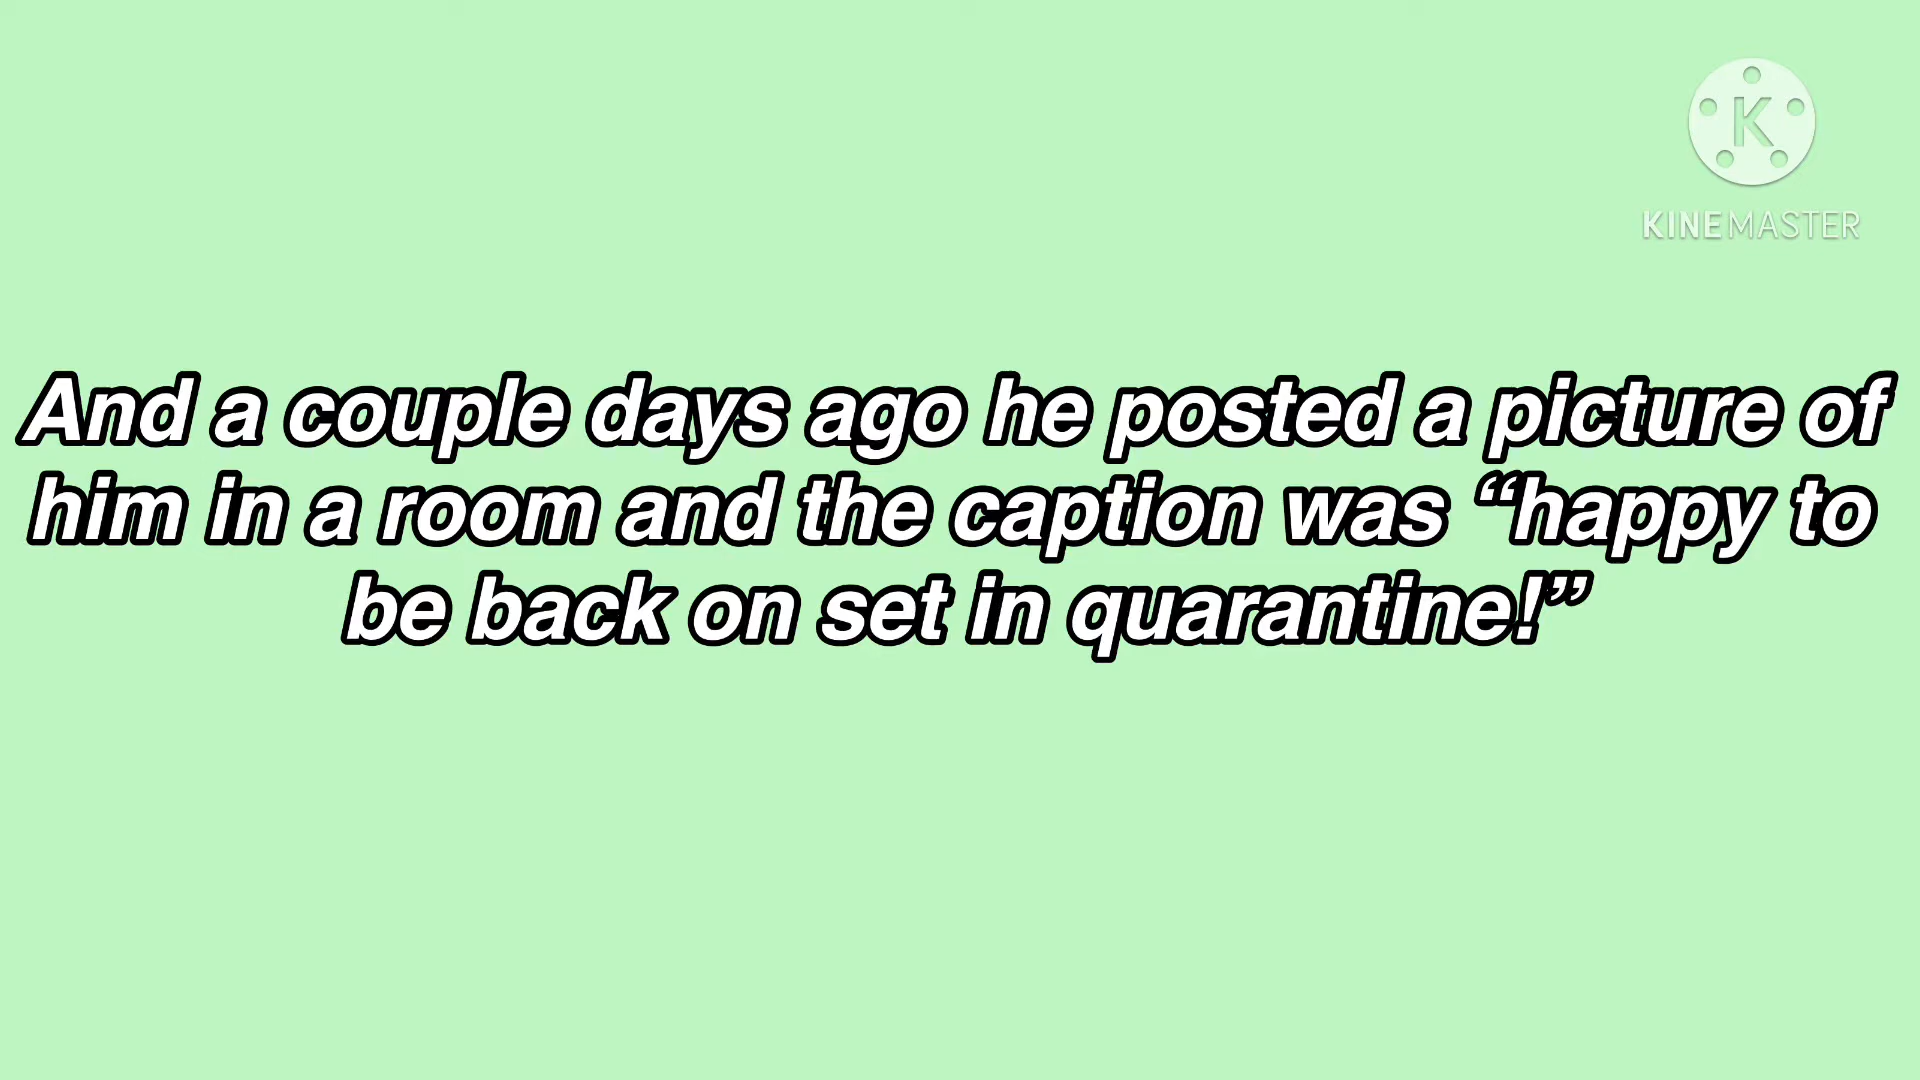 K
KINEMASTER
And a couple days ago he posted a picture of
him in a room and the caption was “happy to
be back on set in quarantine!”